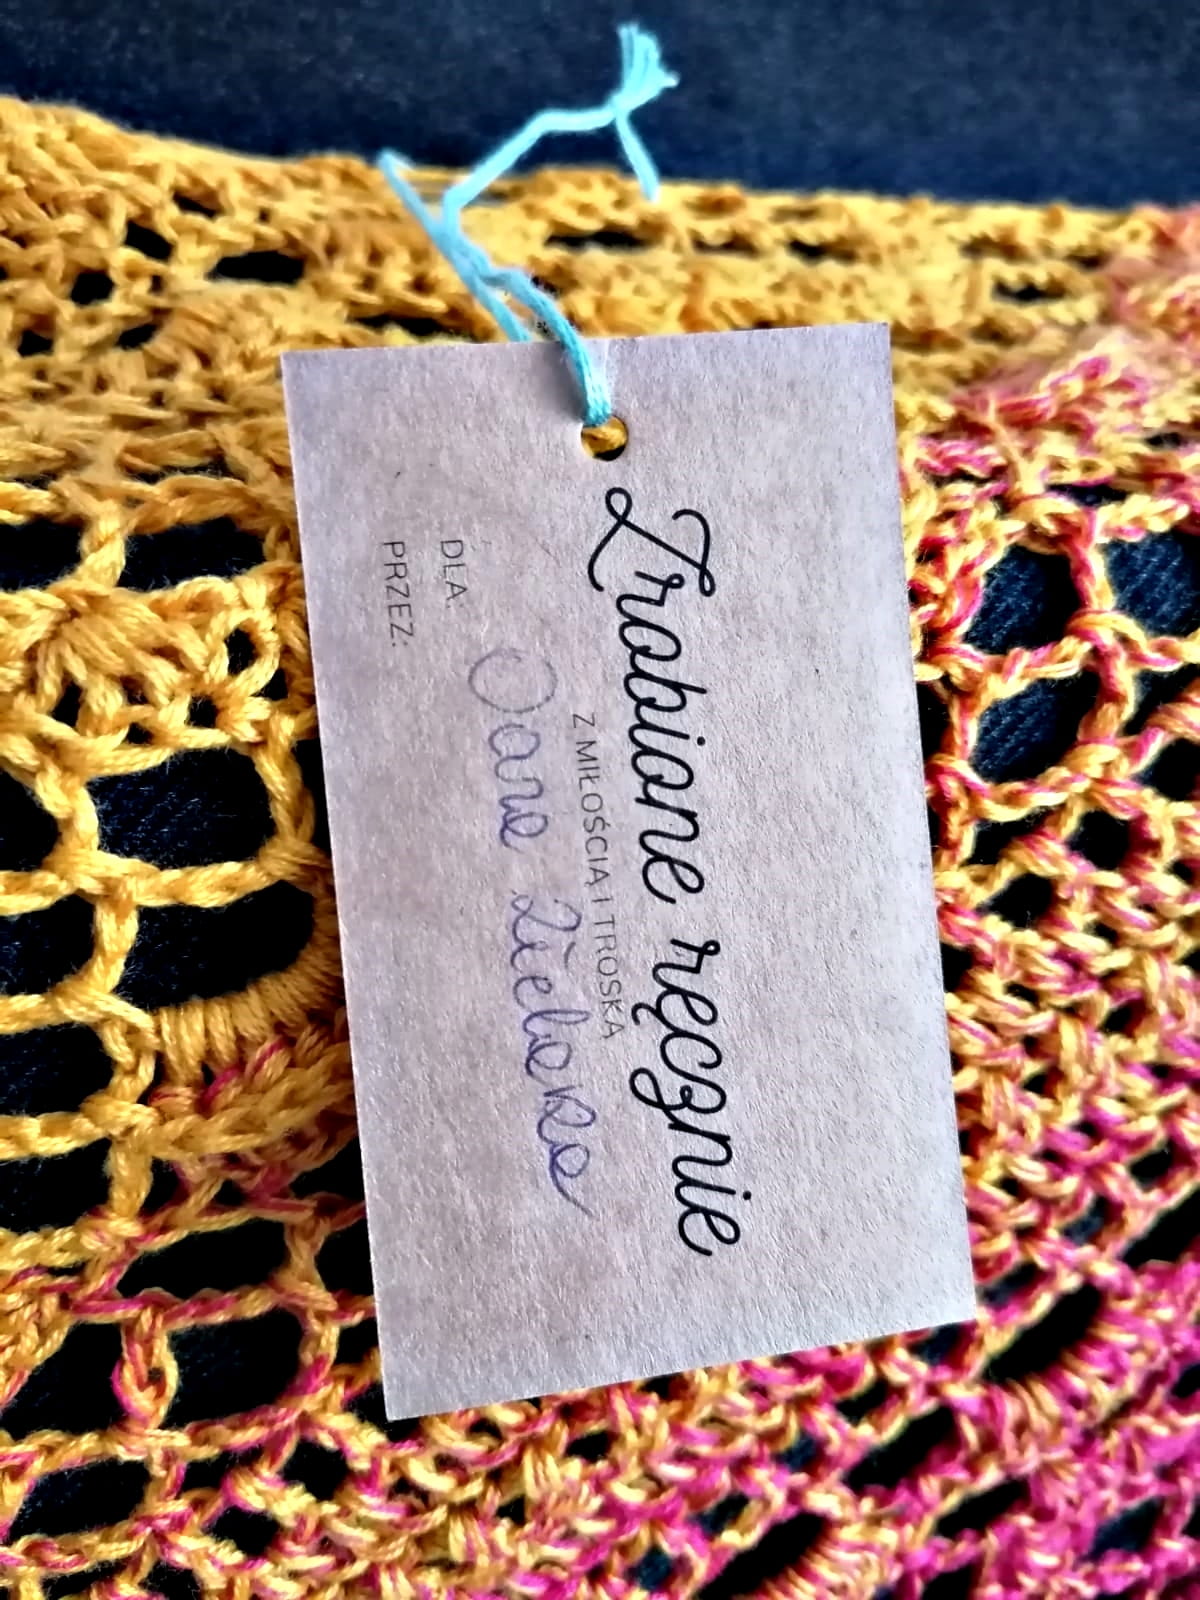 Zrobione ręcznie
Z MIŁOŚCIĄ I TROSKĄ
DLA:
PRZEZ: